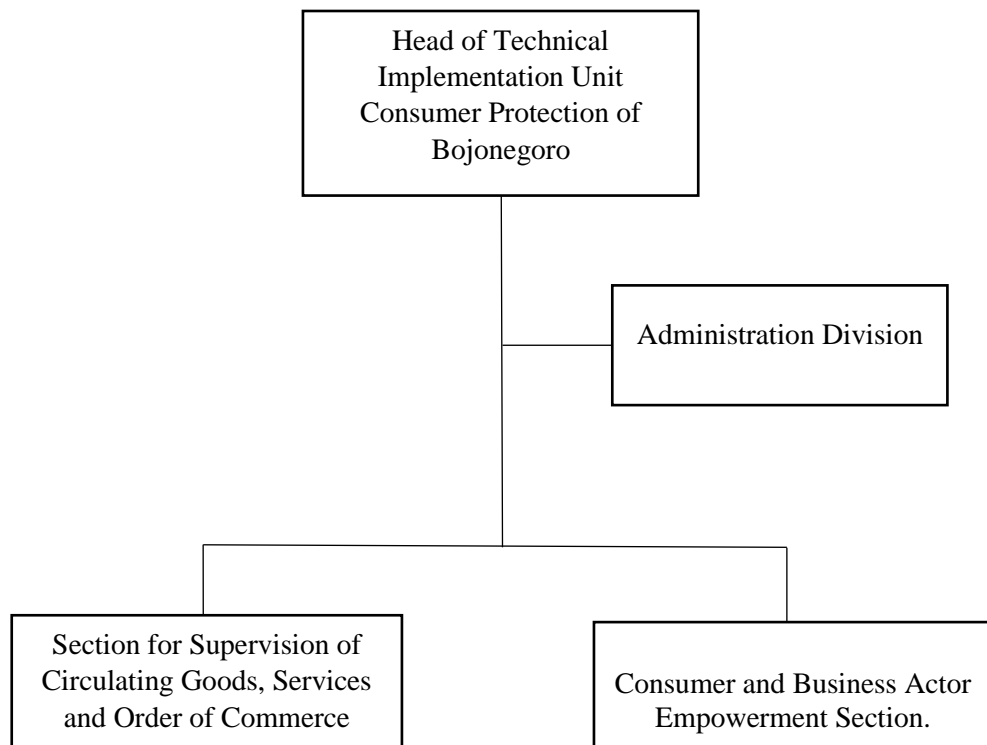 Head of Technical
Implementation Unit
Consumer Protection of
Bojonegoro
Administration Division
Section for Supervision of
Circulating Goods, Services
and Order of Commerce
Consumer and Business Actor
Empowerment Section.